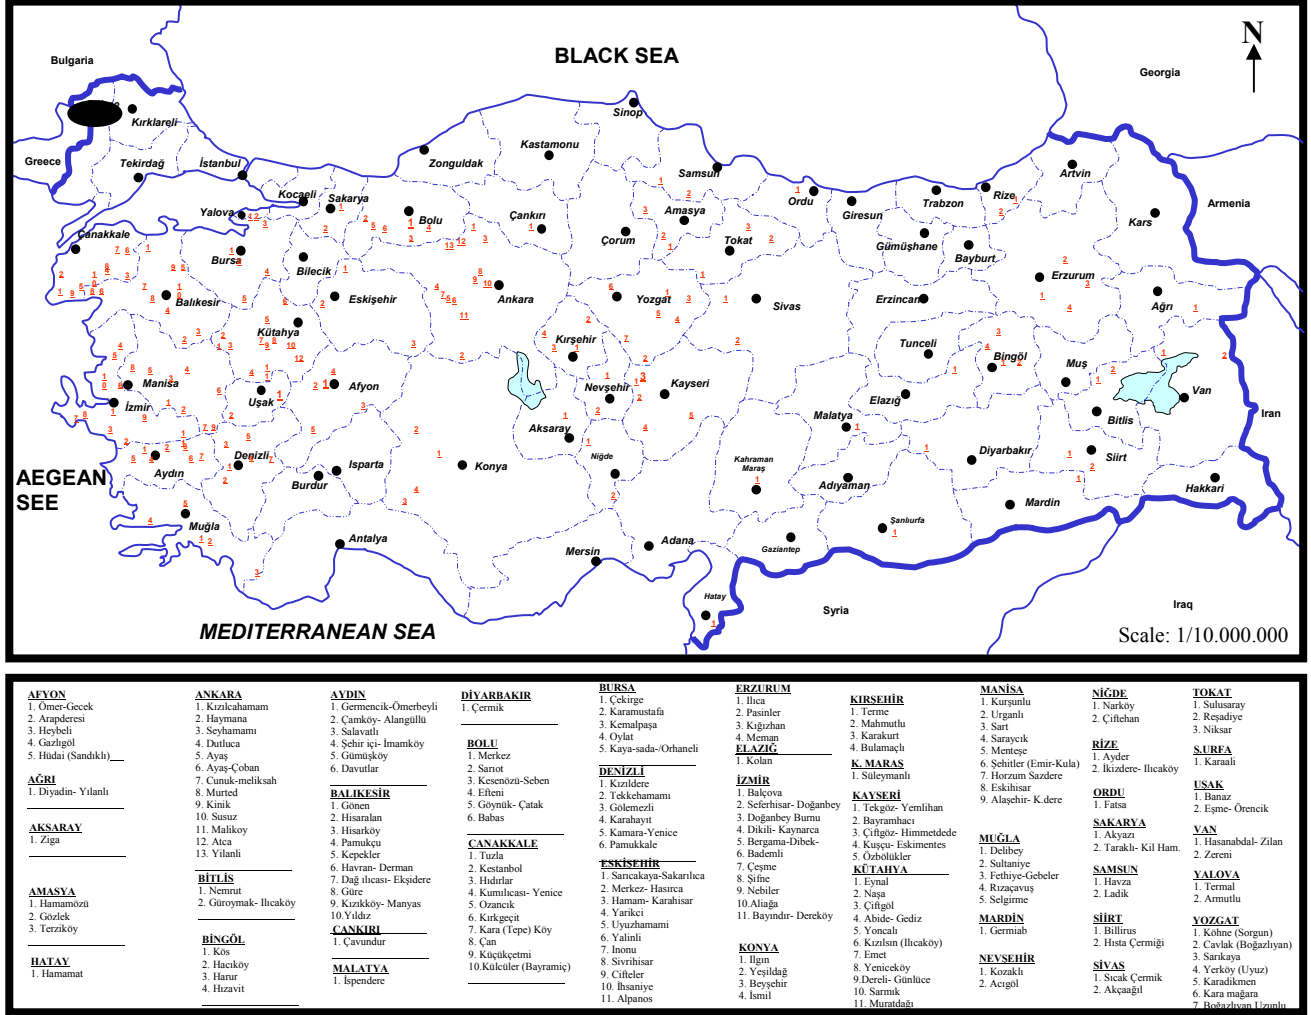 BLACK SEA
N
Bulgaria
Georgia
Sinop
Kırklareli
Kastamonu
Greece
Tekirdağ
İstanbul
Zonguldak
Samsun
Artvin
Kocaeli
Sakarya
Ordu
Giresun
Trabzon
Rize
Armenia
Yalova
Bolu
Çankırı
Amasya
Kars
Çanakkale
Çorum
Tokat
Gümüşhane
Bayburt
Bursa
Bilecik
Erzurum
Balıkesir
Eskişehir
Ankara
Yozgat
Sivas
Erzincan
Ağrı
Kütahya
Kırşehir
Tunceli
Bingöl
Muş
Manisa
Afyon
Nevşehir
Kayseri
Elazığ
Van
İzmir
Uşak
Malatya
Bitlis
Iran
Aksaray
Diyarbakır
Siirt
AEGEAN
SEE
Aydın
Denizli
Isparta
Konya
Niğde
Kahraman
Maraş
Burdur
Adıyaman
Hakkari
Mardin
Muğla
Şanlıurfa
Antalya
Adana
Mersin
Gaziantep
Hatay
Syria
Iraq
MEDITERRANEAN SEA
Scale: 1/10.000.000
AFYON
1. Ömer-Gecek
2. Arapderesi
3. Heybeli
4. Gazlıgöl
5. Hüdai (Sandıklı)
AĞRI
1. Diyadin- Yılanlı
AKSARAY
1. Ziga
AMASYA
1. Hamamözü
2. Gözlek
3. Terziköy
HATAY
1. Hamamat
ANKARA
1. Kızılcahamam
2. Haymana
3. Seyhamamı
4. Dutluca
5. Ayaş
6. Ayaş-Çoban
7. Cunuk-meliksah
8. Murted
9. Kinik
10. Susuz
11. Malikoy
12. Atca
13. Yilanli
BİTLİS
1. Nemrut
2. Güroymak- Ilıcaköy
BİNGÖL
1. Kös
2. Hacıköy
3. Harur
4. Hızavit
AYDIN
1. Germencik-Ömerbeyli
2. Çamköy- Alangüllü
3. Salavatlı
4. Şehir içi- İmamköy
5. Gümüşköy
6. Davutlar
BALIKESİR
1. Gönen
2. Hisaralan
3. Hisarköy
4. Pamukçu
5. Kepekler
6. Havran- Derman
7. Dağ ılıcası- Ekşidere
8. Güre
9. Kızıkköy- Manyas
10.Yıldız
ÇANKIRI
1. Çavundur
MALATYA
1. İspendere
DİYARBAKIR
1. Çermik
BOLU
1. Merkez
2. Sarıot
3. Kesenözü-Seben
4. Efteni
5. Göynük- Çatak
6. Babas
ÇANAKKALE
1. Tuzla
2. Kestanbol
3. Hıdırlar
4. Kumılıcası- Yenice
5. Ozancık
6. Kırkgeçit
7. Kara (Tepe) Köy
8. Çan
9. Küçükçetmi
10.Külcüler (Bayramiç)
BURSA
1. Çekirge
2. Karamustafa
3. Kemalpaşa
4. Oylat
5. Kaya-sada-/Orhaneli
DENİZLİ
1. Kızıldere
2. Tekkehamamı
3. Gölemezli
4. Karahayıt
5. Kamara-Yenice
6. Pamukkale
ESKİŞEHİR
1. Sarıcakaya-Sakarılıca
2. Merkez- Hasırca
3. Hamam- Karahisar
4. Yarikci
5. Uyuzhamami
6. Yalinli
7. Inonu
8. Sivrihisar
9. Cifteler
10. İhsaniye
11. Alpanos
ERZURUM
1. Ilıca
2. Pasinler
3. Kığızhan
4. Meman
ELAZIĞ
1. Kolan
İZMİR
1. Balçova
2. Seferhisar- Doğanbey
3. Doğanbey Burnu
4. Dikili- Kaynarca
5. Bergama-Dibek-
6. Bademli
7. Çeşme
8. Şifne
9. Nebiler
10.Aliağa
11. Bayındır- Dereköy
KONYA
1. Ilgın
2. Yeşildağ
3. Beyşehir
4. İsmil
KIRŞEHİR
1. Terme
2. Mahmutlu
3. Karakurt
4. Bulamaçlı
K. MARAŞ
1. Süleymanlı
KAYSERİ
1. Tekgöz- Yemlihan
2. Bayramhacı
3. Çiftgöz- Himmetdede
4. Kuşçu- Eskimentes
5. Özbölükler
KÜTAHYA
1. Eynal
2. Naşa
3. Çiftgöl
4. Abide- Gediz
5. Yoncalı
6. Kızılsın (Ilıcaköy)
7. Emet
8. Yeniceköy
9.Dereli- Günlüce
10. Sarmık
11. Muratdağı
MANİSA
1. Kurşunlu
2. Urganlı
3. Sart
4. Saraycık
5. Menteşe
6. Şehitler (Emir-Kula)
7. Horzum Sazdere
8. Eskihisar
9. Alaşehir- K.dere
MUĞLA
1. Delibey
2. Sultaniye
3. Fethiye-Gebeler
4. Rızaçavuş
5. Selgirme
MARDİN
1. Germiab
NEVŞEHİR
1. Kozaklı
2. Acıgöl
NİĞDE
1. Narköy
2. Çiftehan
RİZE
1. Ayder
2. İkizdere- Ilıcaköy
ORDU
1. Fatsa
SAKARYA
1. Akyazı
2. Taraklı- Kil Ham.
SAMSUN
1. Havza
2. Ladik
SİİRT
1. Billirus
2. Hısta Çermiği
SİVAS
1. Sıcak Çermik
2. Akçaağıl
TOKAT
1. Sulusaray
2. Reşadiye
3. Niksar
Ş.URFA
1. Karaali
UŞAK
1. Banaz
2. Eşme- Örencik
VAN
1. Hasanabdal- Zilan
2. Zereni
YALOVA
1. Termal
2. Armutlu
YOZGAT
1. Köhne (Sorgun)
2. Cavlak (Boğazlıyan)
3. Sarıkaya
4. Yerköy (Uyuz)
5. Karadikmen
6. Kara mağara
7. Boğazlıyan Uzunlu